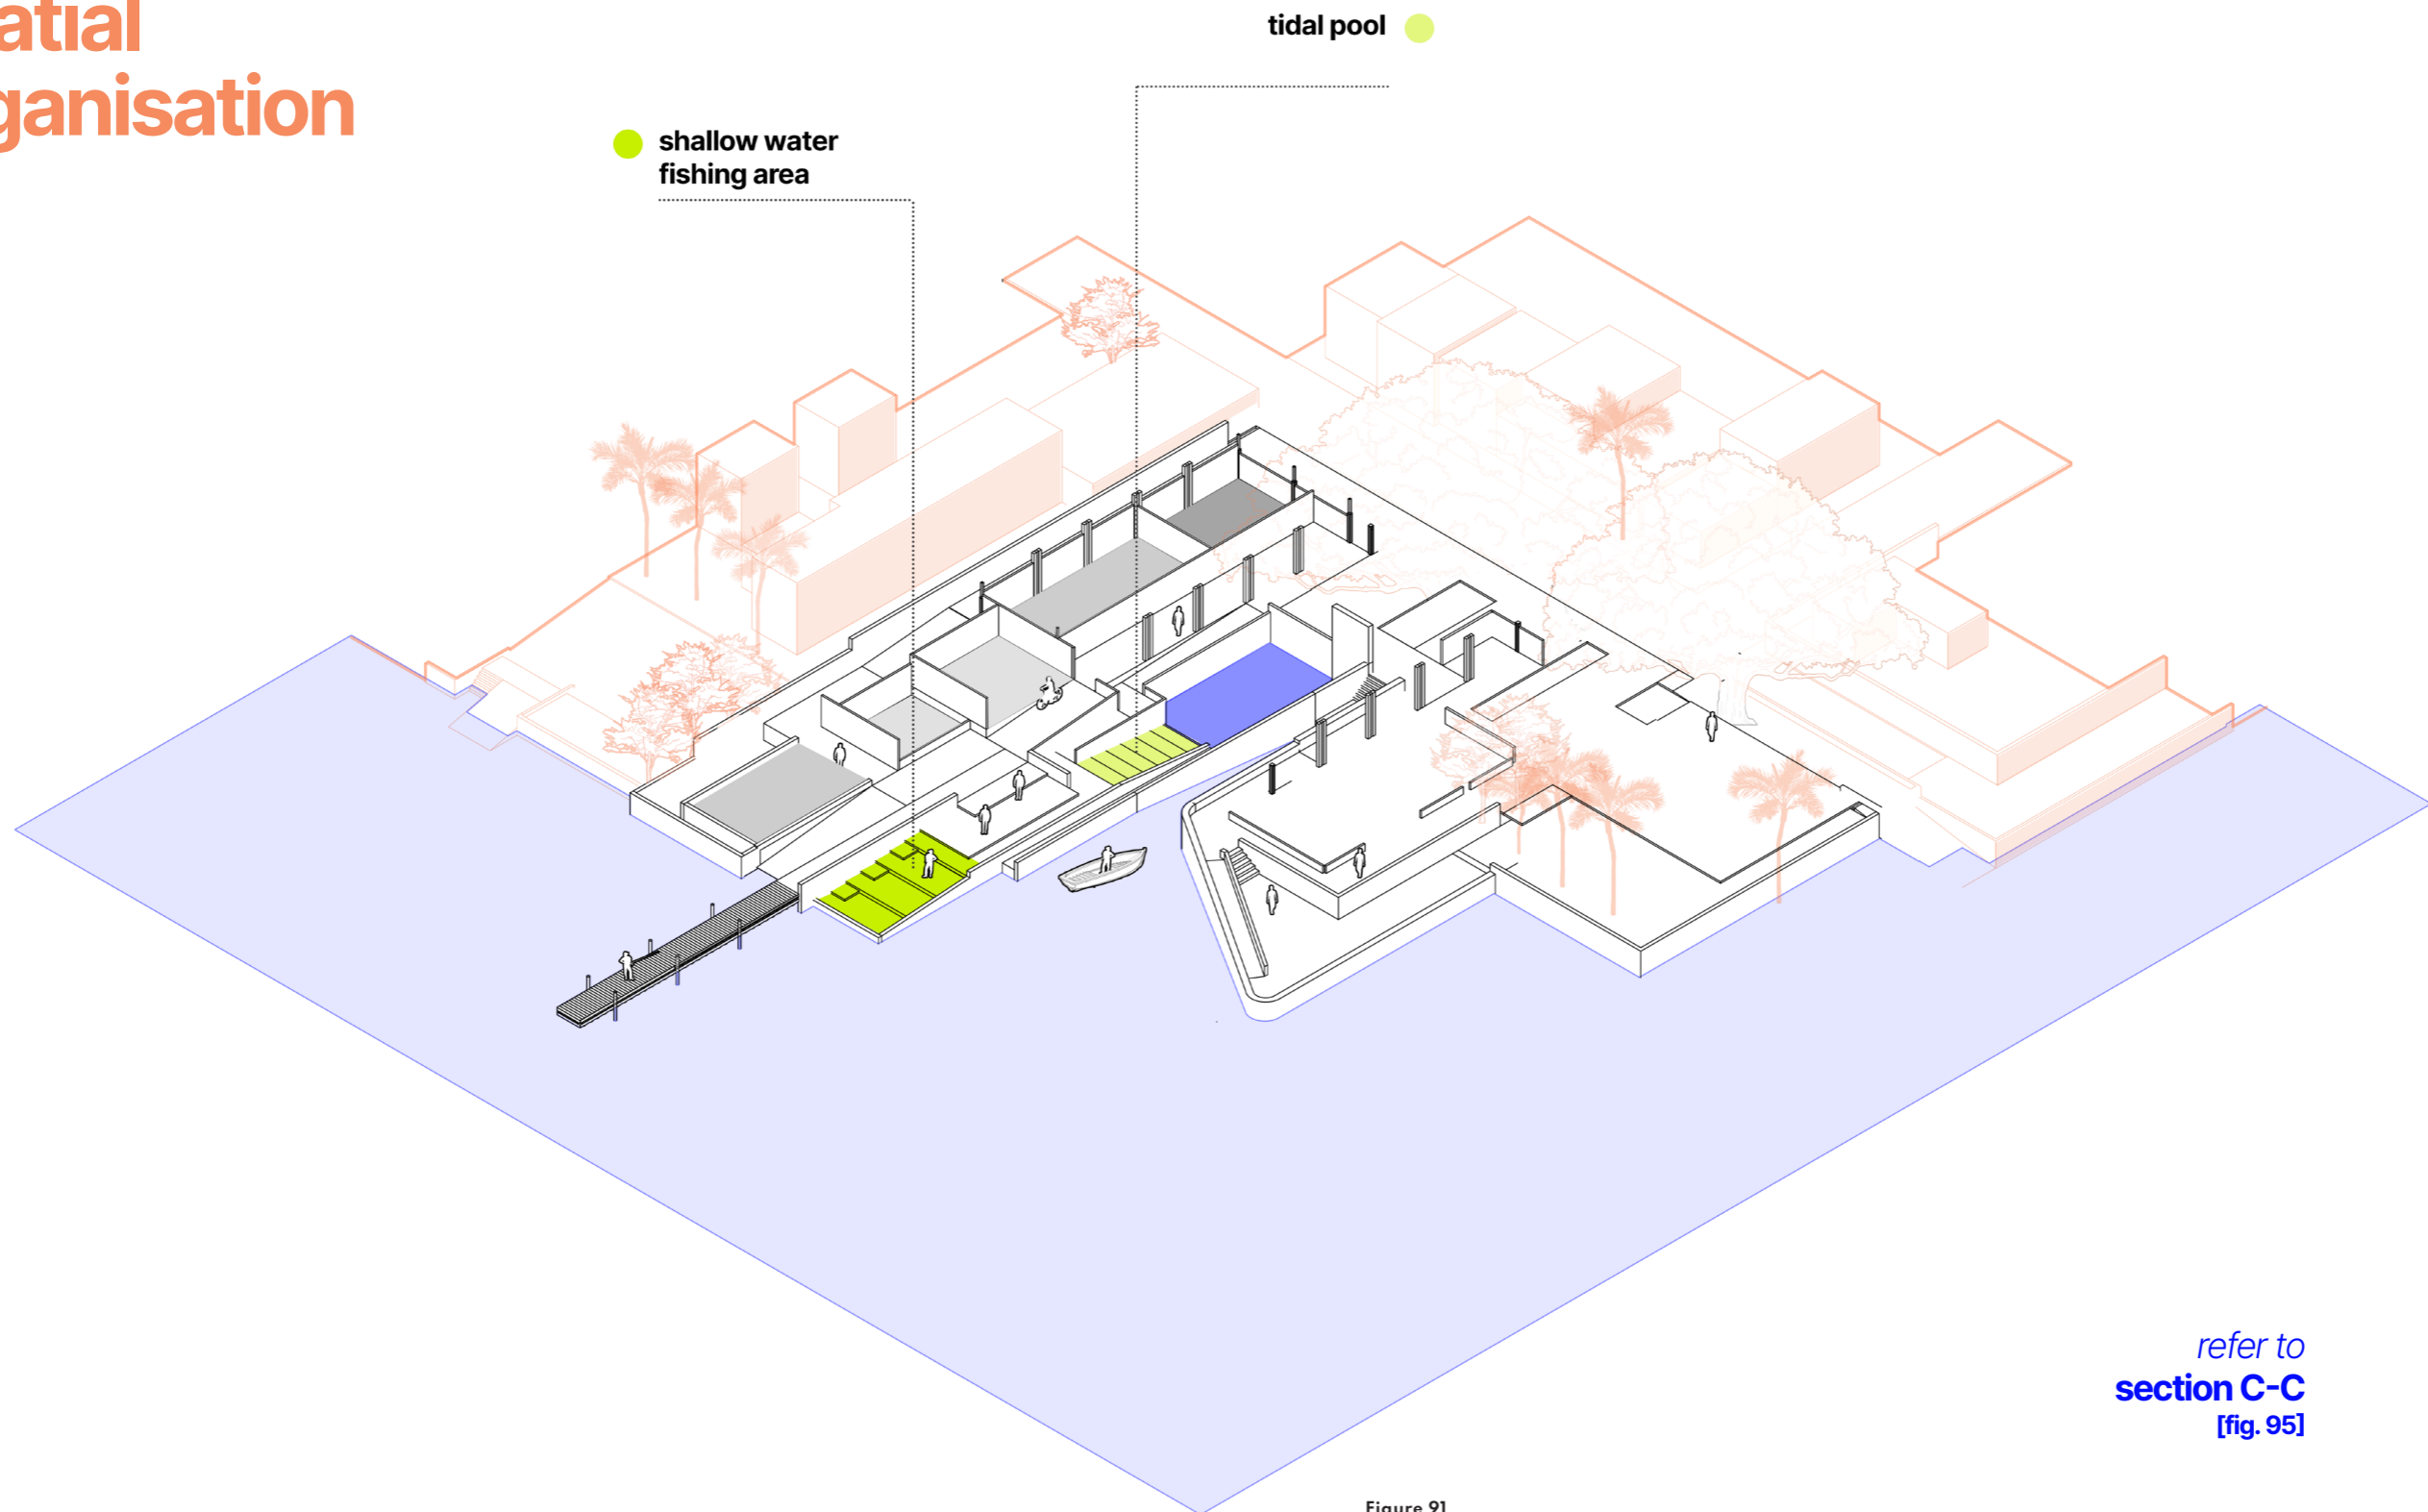 atial
ganisation
tidal pool
shallow water
fishing area
refer to
section C-C
[fig. 95]
Figure 91